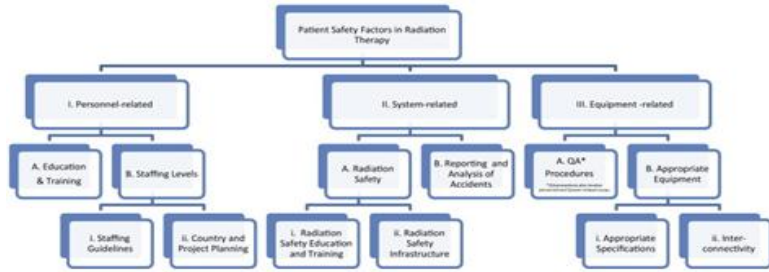 Patient Safety Factors in Radiation
Therapy
I. Personnel-related
II. System-related
III. Equipment -related
A. Education
& Training
B. Staffing Levels
A. Radiation
Safety
B. Reporting and
Analysis of
Accidents
A. QA*
Procedures
B. Appropriate
Equipment
I. Staffing
Guidelines
ii. Country and
Project Planning
i. Radiation
Safety Education
and Training
ii. Radiation
Safety
Infrastructure
i. Appropriate
Specifications
ii. Inter-
connectivity